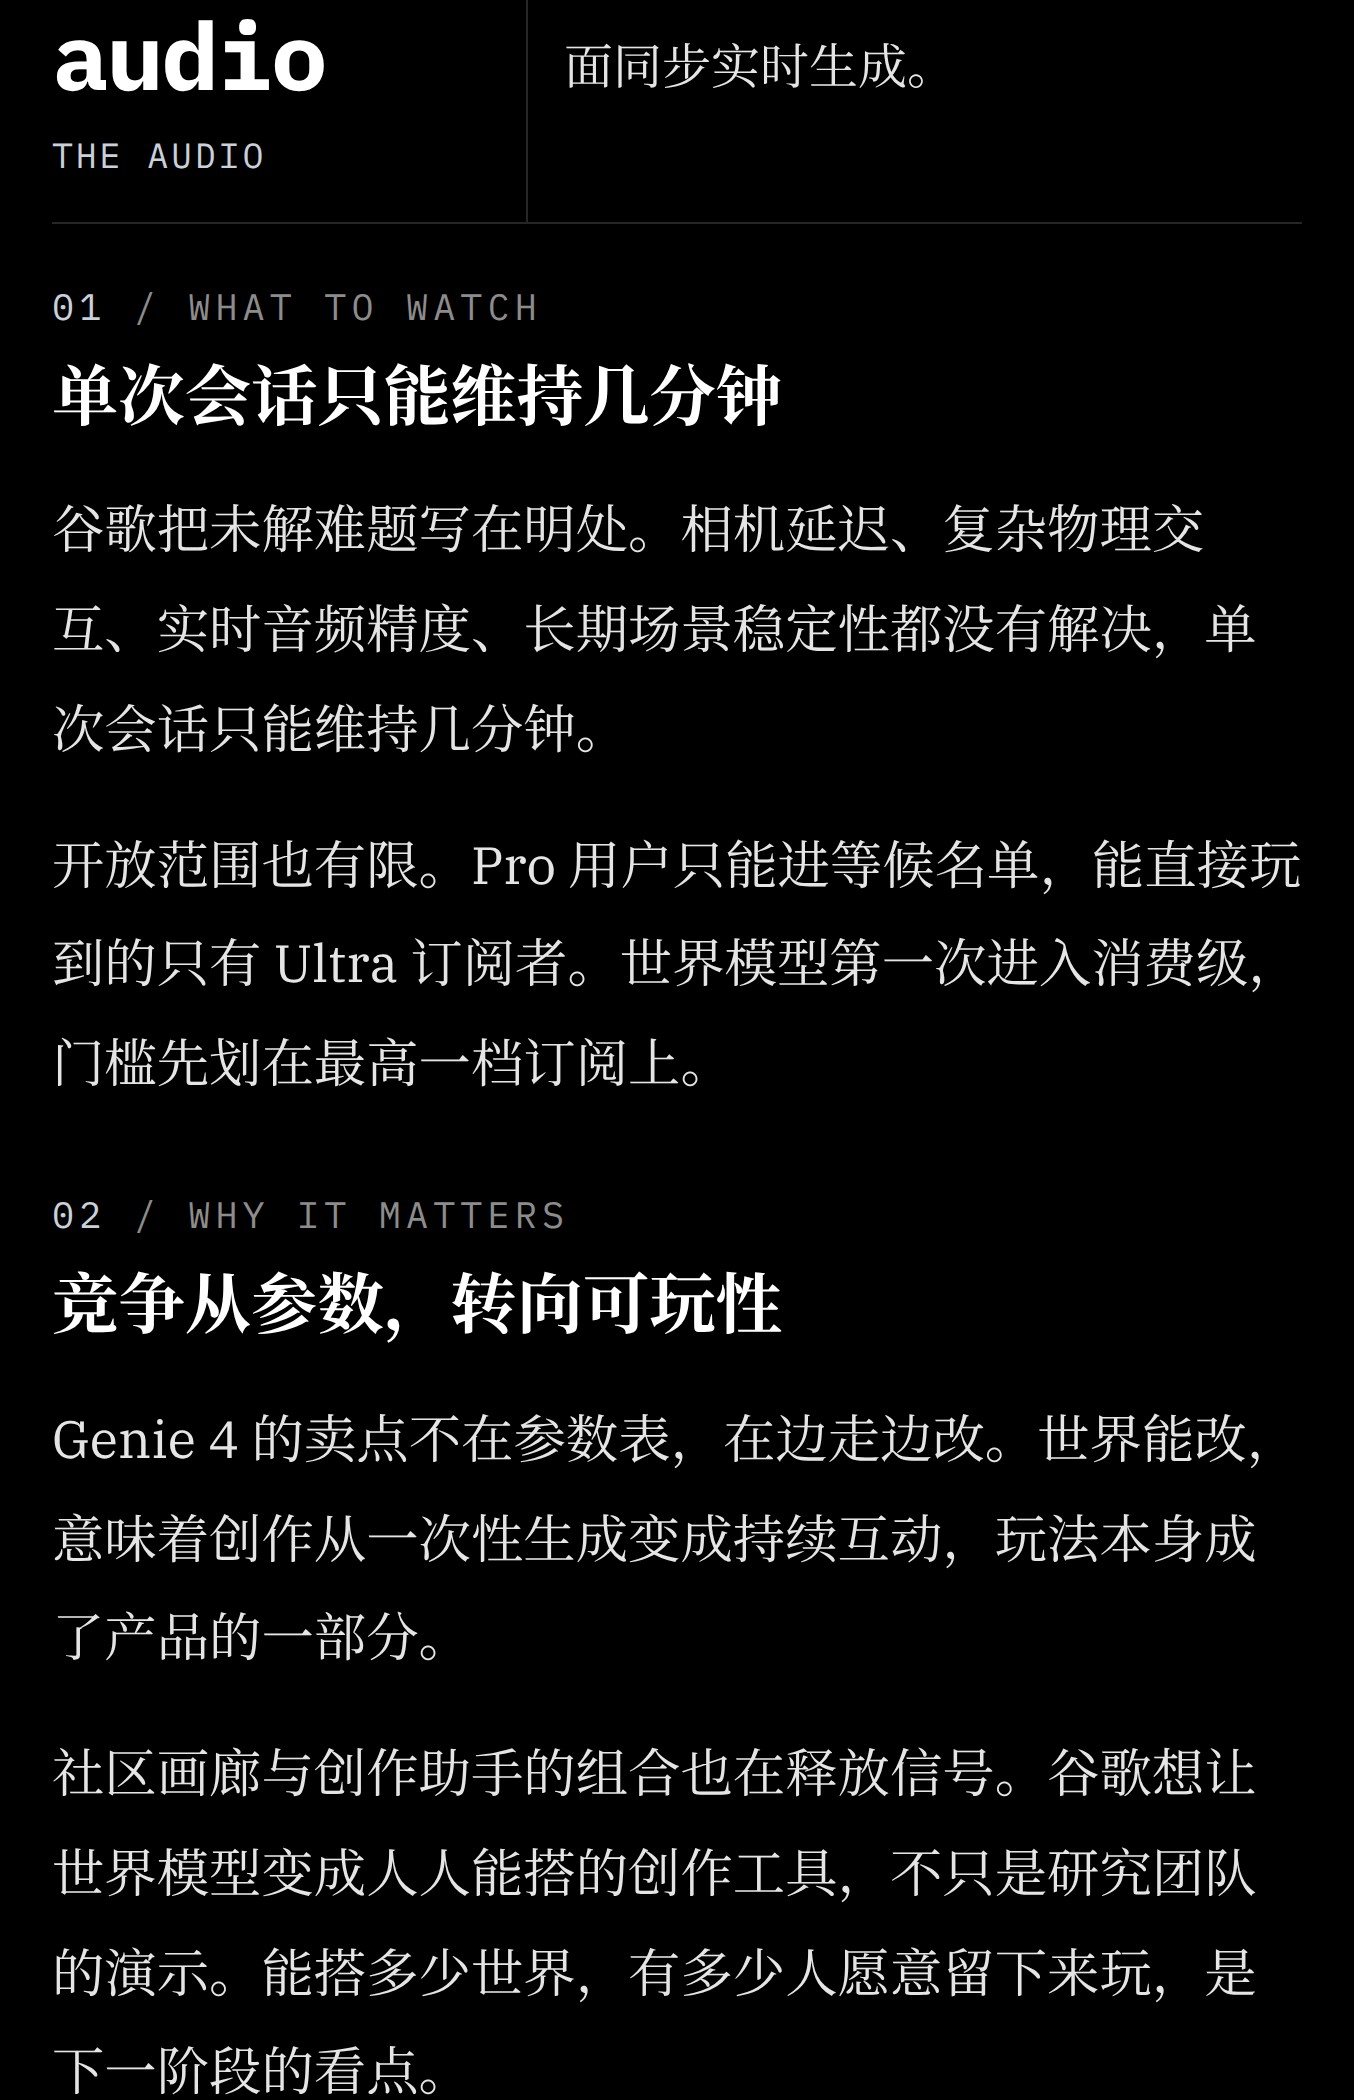 audio
面同步实时生成。
THE AUDIO
01 / WHAT TO WATCH
单次会话只能维持几分钟
谷歌把未解难题写在明处。相机延迟、复杂物理交
互、实时音频精度、长期场景稳定性都没有解决，单
次会话只能维持几分钟。
开放范围也有限。Pro 用户只能进等候名单，能直接玩
到的只有 Ultra 订阅者。世界模型第一次进入消费级，
门槛先划在最高一档订阅上。
02 / WHY IT MATTERS
竞争从参数，转向可玩性
Genie 4 的卖点不在参数表，在边走边改。世界能改，
意味着创作从一次性生成变成持续互动，玩法本身成
了产品的一部分。
社区画廊与创作助手的组合也在释放信号。谷歌想让
世界模型变成人人能搭的创作工具，不只是研究团队
的演示。能搭多少世界，有多少人愿意留下来玩，是
下一阶段的看点。